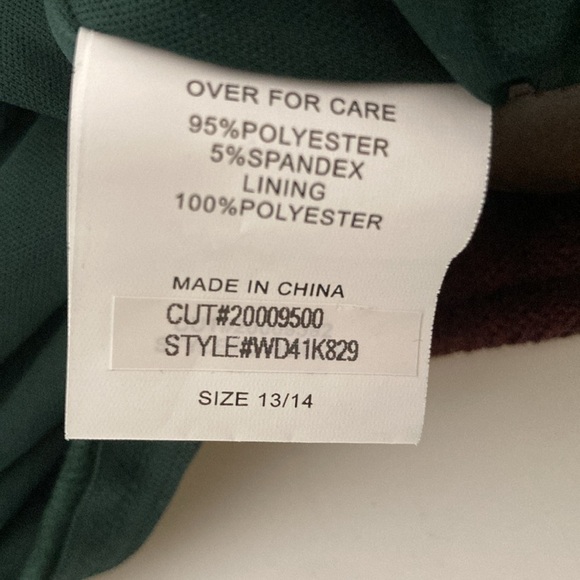 OVER FOR CARE
95%POLYESTER
5%SPANDEX
LINING
100%POLYESTER
MADE IN CHINA
CUT#20009500
STYLE#WD41K829
SIZE 13/14